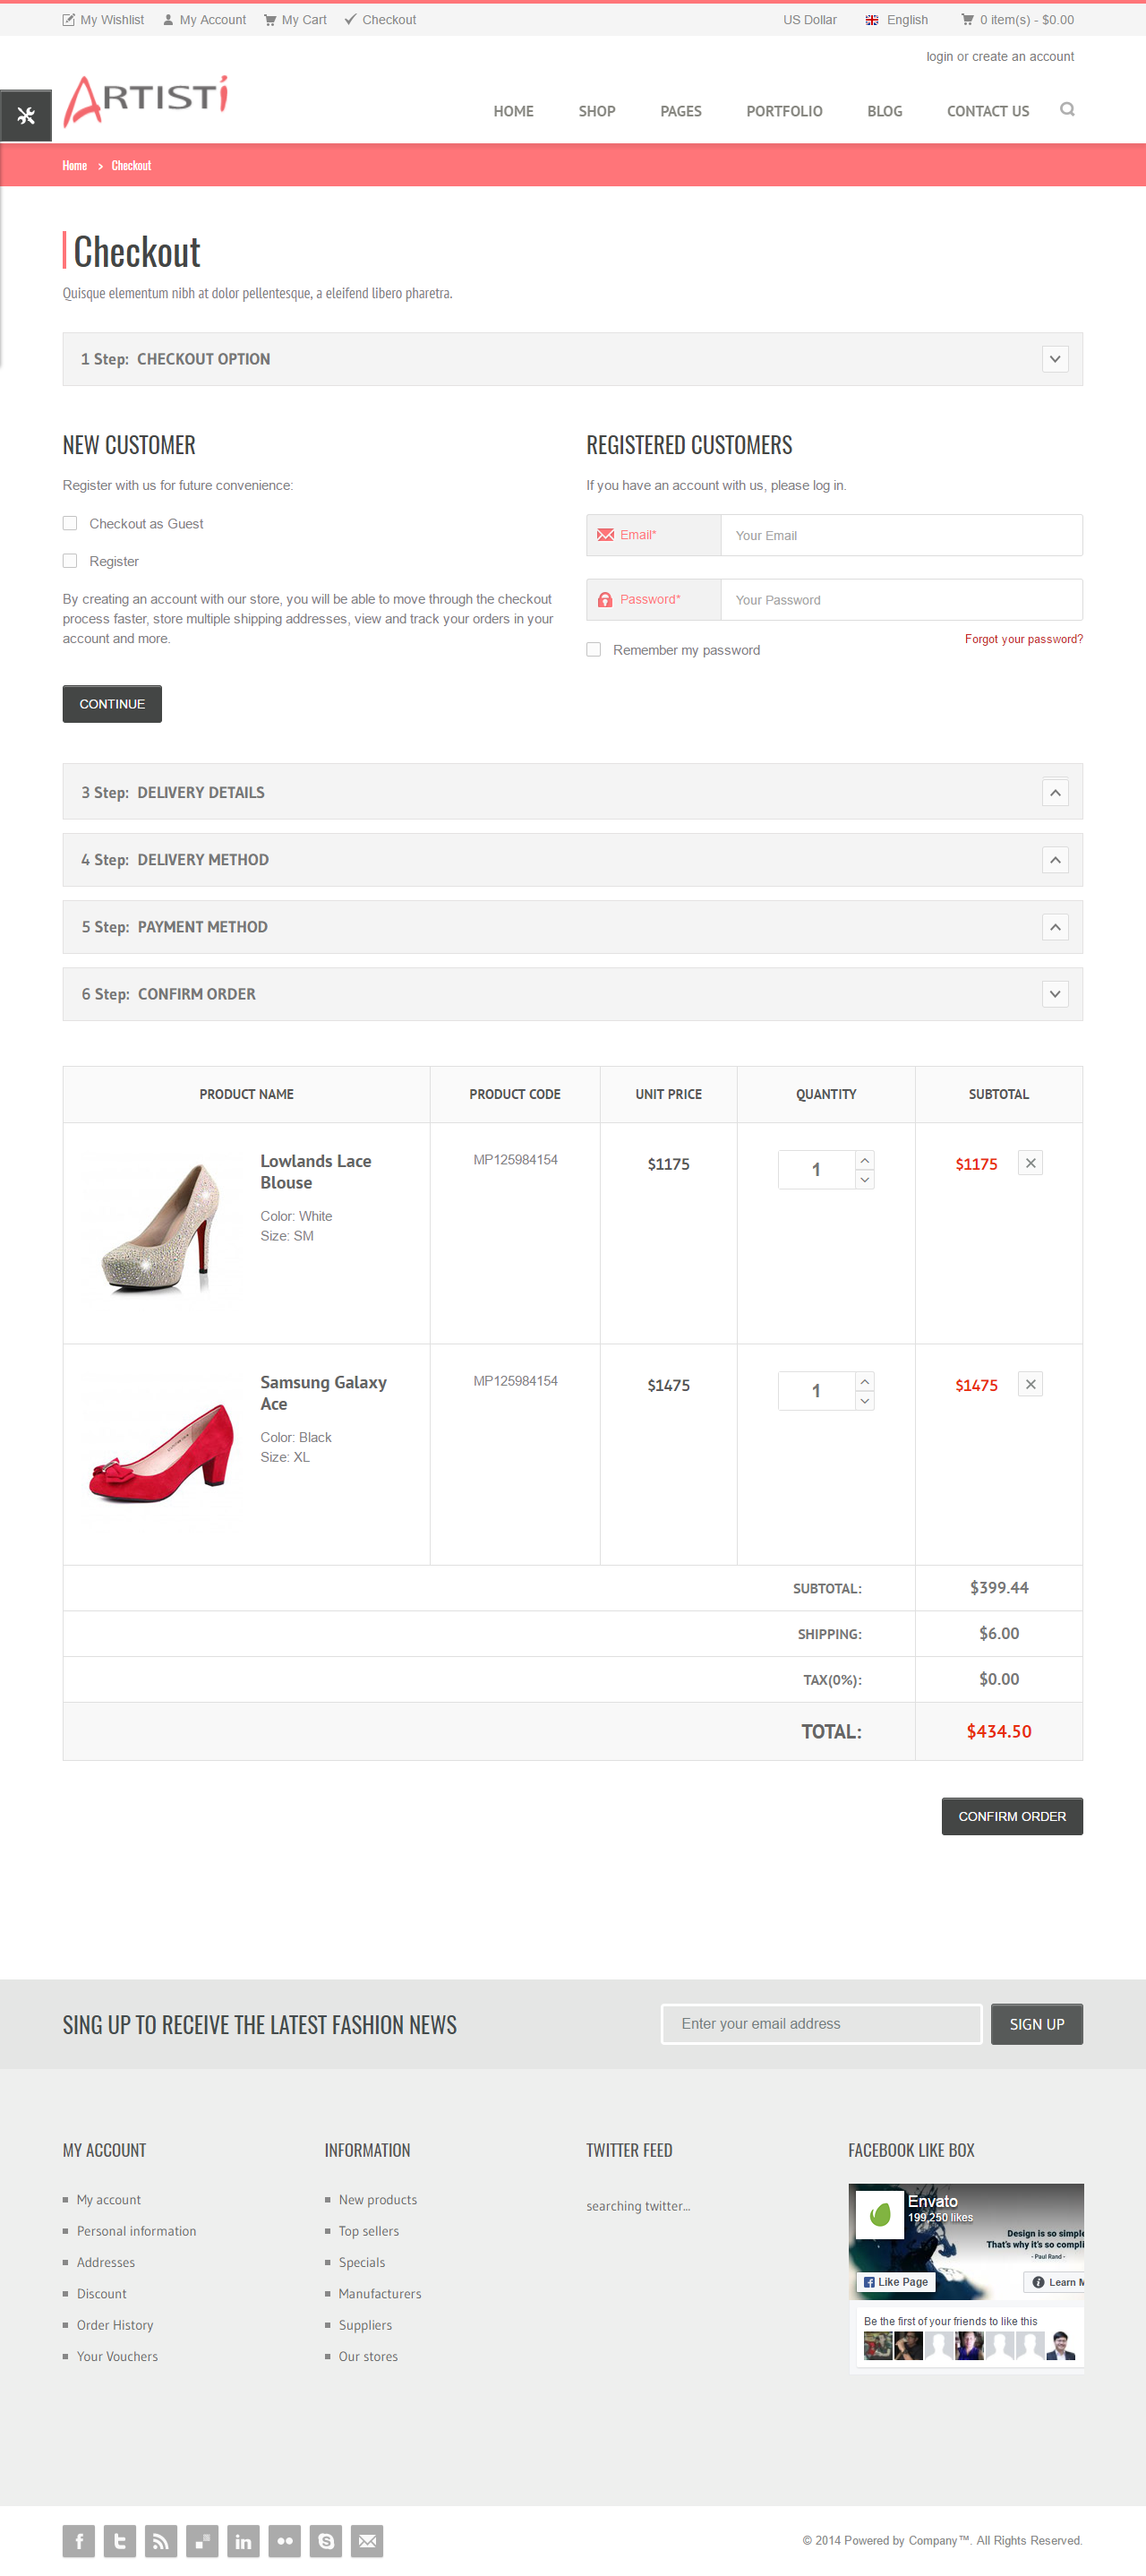 My Wishlist My Account My Cart Checkout US Dollar English 0 item(s) - $0.00
login or create an account
ARTISTi
HOME SHOP PAGES PORTFOLIO BLOG CONTACT US
Home > Checkout
Checkout
Quisque elementum nibh at dolor pellentesque, a eleifend libero pharetra.
1 Step: CHECKOUT OPTION
NEW CUSTOMER
Register with us for future convenience:
Checkout as Guest
Register
By creating an account with our store, you will be able to move through the checkout
process faster, store multiple shipping addresses, view and track your orders in your
account and more.
CONTINUE
REGISTERED CUSTOMERS
If you have an account with us, please log in.
Email* Your Email
Password* Your Password
Forgot your password?
Remember my password
3 Step: DELIVERY DETAILS
4 Step: DELIVERY METHOD
5 Step: PAYMENT METHOD
6 Step: CONFIRM ORDER
PRODUCT NAME PRODUCT CODE UNIT PRICE QUANTITY SUBTOTAL
Lowlands Lace
Blouse
Color: White
Size: SM
MP125984154 $1175 1 $1175
Samsung Galaxy
Ace
Color: Black
Size: XL
MP125984154 $1475 1 $1475
SUBTOTAL: $399.44
SHIPPING: $6.00
TAX(0%): $0.00
TOTAL: $434.50
CONFIRM ORDER
SING UP TO RECEIVE THE LATEST FASHION NEWS
Enter your email address SIGN UP
MY ACCOUNT
My account
Personal information
Addresses
Discount
Order History
Your Vouchers
INFORMATION
New products
Top sellers
Specials
Manufacturers
Suppliers
Our stores
TWITTER FEED
searching twitter...
FACEBOOK LIKE BOX
Envato
199,250 likes
Design is so simple
That's why it's so compli
- Paul Rand -
Like Page Learn M
Be the first of your friends to like this
© 2014 Powered by Company™. All Rights Reserved.